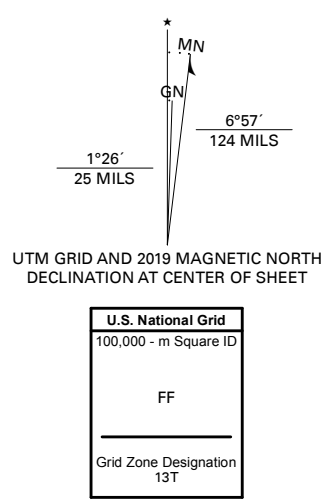 ★
MN
GN
6°57´
124 MILS
1°26´
25 MILS
UTM GRID AND 2019 MAGNETIC NORTH
DECLINATION AT CENTER OF SHEET
U.S. National Grid
100,000 - m Square ID
FF
Grid Zone Designation
13T